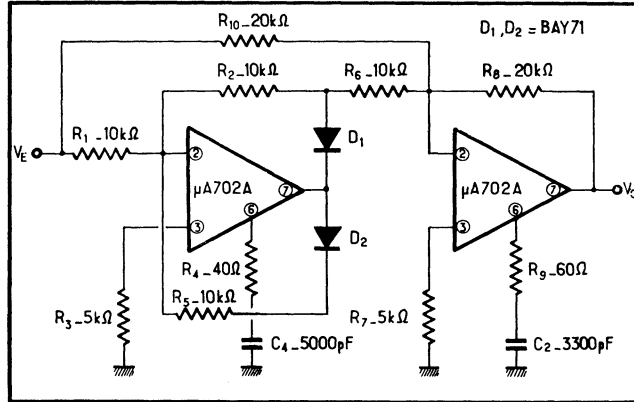 R10_20kΩ
D1,D2 = BAY71
R2_10kΩ
R6_10kΩ
R8_20kΩ
R1_10kΩ
D1
VE
2
2
µA702A
7
µA702A
7
6
6
3
3
D2
R4_40Ω
R9_60Ω
R5_10kΩ
R3_5kΩ
R7_5kΩ
C4_5000pF
C2_3300pF